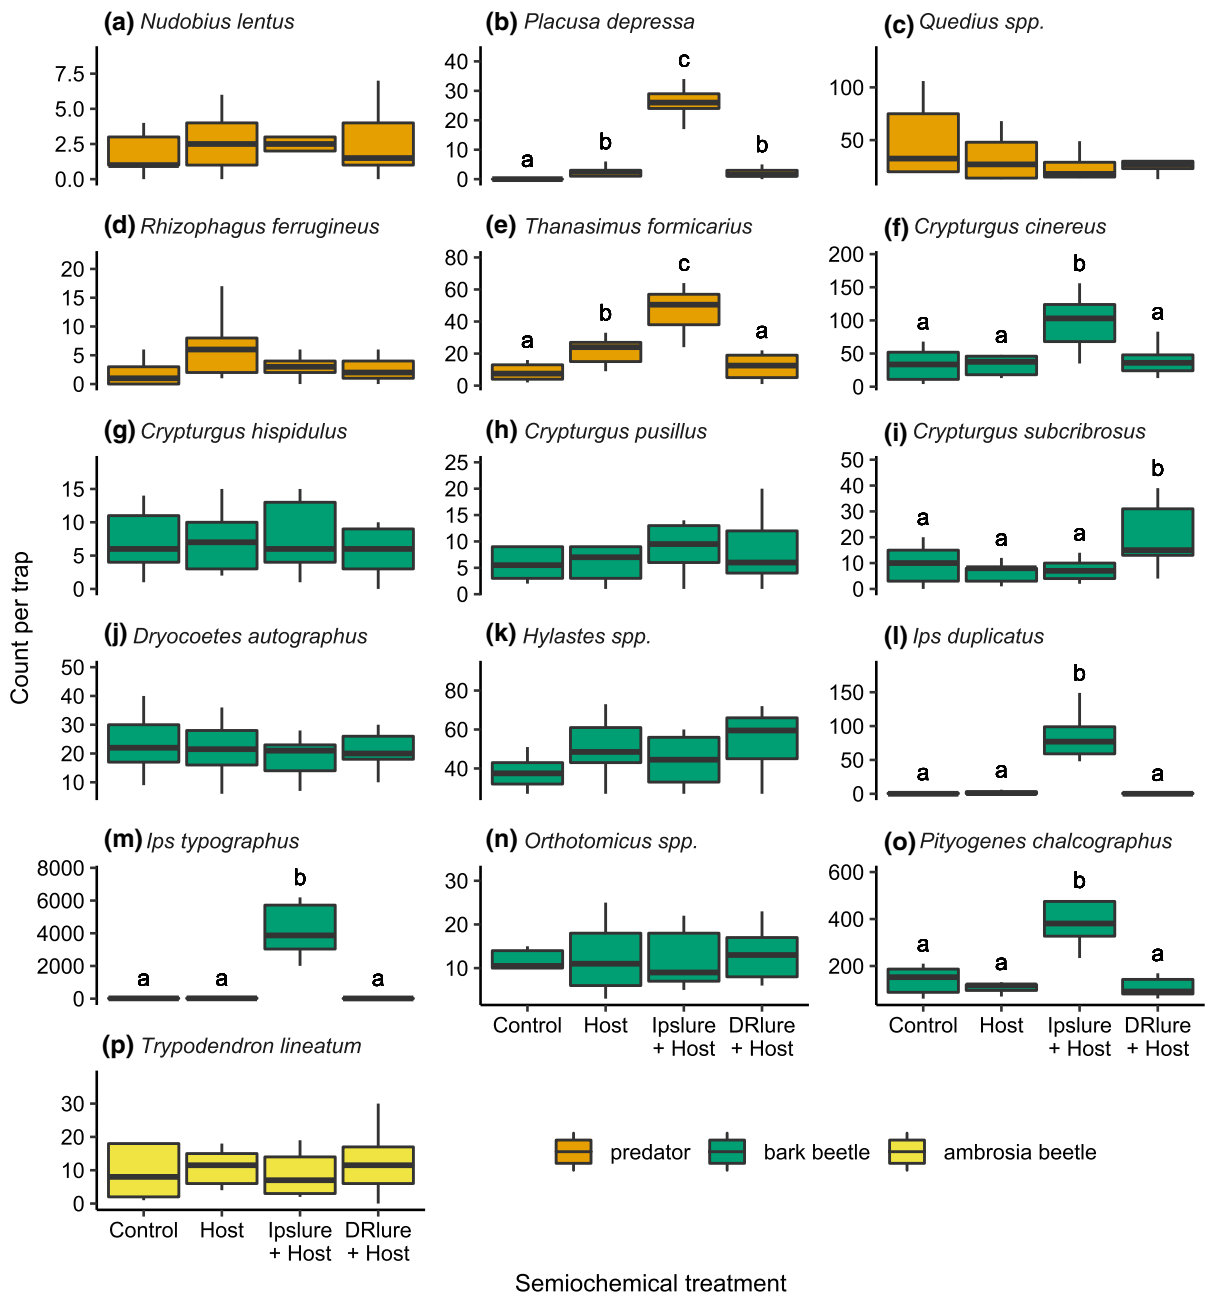 (a) Nudobius lentus
(b) Placusa depressa
(c) Quedius spp.
7.5
5.0
2.5
0.0
40
30
20
10
0
a
b
c
b
100
50
(d) Rhizophagus ferrugineus
(e) Thanasimus formicarius
(f) Crypturgus cinereus
20
15
10
5
0
80
60
40
20
0
a
b
c
a
200
150
100
50
0
a
a
b
a
(g) Crypturgus hispidulus
(h) Crypturgus pusillus
(i) Crypturgus subcribrosus
15
10
5
0
25
20
15
10
5
0
50
40
30
20
10
0
a
a
a
b
Count per trap
(j) Dryocoetes autographus
(k) Hylastes spp.
(l) Ips duplicatus
50
40
30
20
10
80
60
40
150
100
50
0
a
a
b
a
(m) Ips typographus
(n) Orthotomicus spp.
(o) Pityogenes chalcographus
8000
6000
4000
2000
0
a
a
b
a
30
20
10
Control
Host
Ipslure
+ Host
DRlure
+ Host
600
400
200
a
a
b
a
Control
Host
Ipslure
+ Host
DRlure
+ Host
(p) Trypodendron lineatum
30
20
10
0
Control
Host
Ipslure
+ Host
DRlure
+ Host
predator
bark beetle
ambrosia beetle
Semiochemical treatment